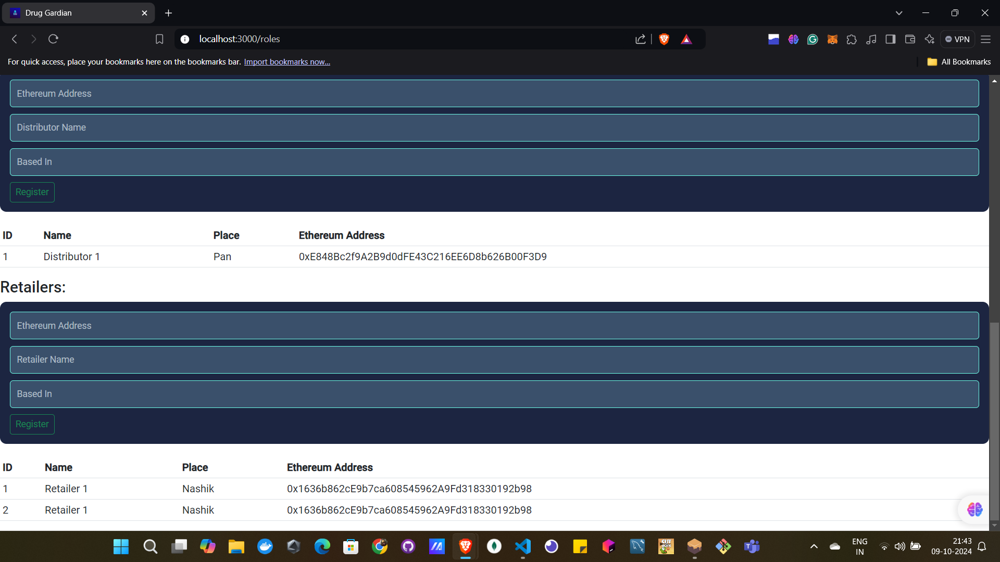 Drug Gardian
localhost:3000/roles
VPN
For quick access, place your bookmarks here on the bookmarks bar. Import bookmarks now...
All Bookmarks
Ethereum Address
Distributor Name
Based In
Register
ID Name Place Ethereum Address
1 Distributor 1 Pan 0xE848Bc2f9A2B9d0dFE43C216EE6D8b626B00F3D9
Retailers:
Ethereum Address
Retailer Name
Based In
Register
ID Name Place Ethereum Address
1 Retailer 1 Nashik 0x1636b862cE9b7ca608545962A9Fd318330192b98
2 Retailer 1 Nashik 0x1636b862cE9b7ca608545962A9Fd318330192b98
CUT
ROPE
ENG
IN
21:43
09-10-2024